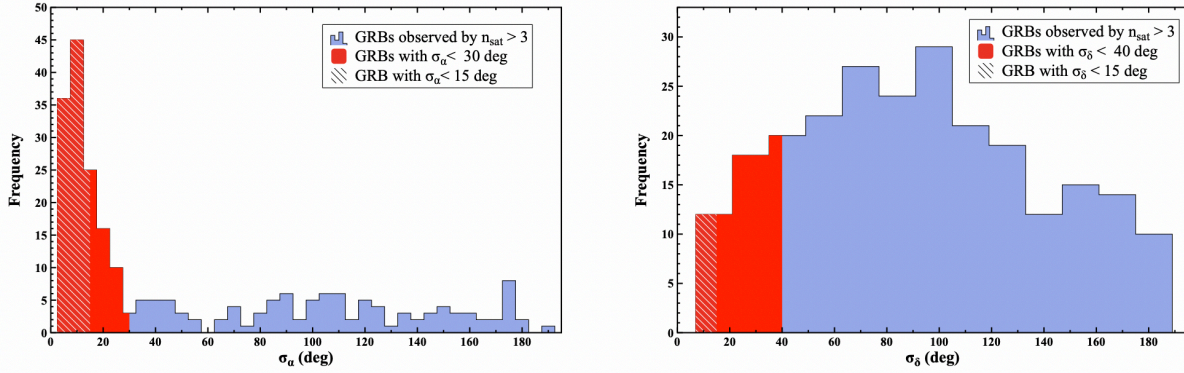 50
45
40
35
30
25
20
15
10
5
0
Frequency
GRBs observed by nsat > 3
GRBs with σα< 30 deg
GRB with σα< 15 deg
0 20 40 60 80 100 120 140 160 180
σα (deg)
30
25
20
15
10
5
0
Frequency
GRBs observed by nsat > 3
GRBs with σδ < 40 deg
GRB with σδ < 15 deg
0 20 40 60 80 100 120 140 160 180
σδ (deg)